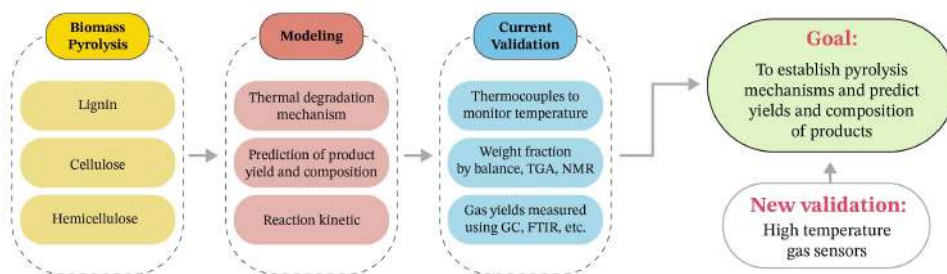 Biomass
Pyrolysis
Lignin
Cellulose
Hemicellulose
Modeling
Thermal degradation
mechanism
Prediction of product
yield and composition
Reaction kinetic
Current
Validation
Thermocouples to
monitor temperature
Weight fraction
by balance, TGA, NMR
Gas yields measured
using GC, FTIR, etc.
Goal:
To establish pyrolysis
mechanisms and predict
yields and composition
of products
New validation:
High temperature
gas sensors